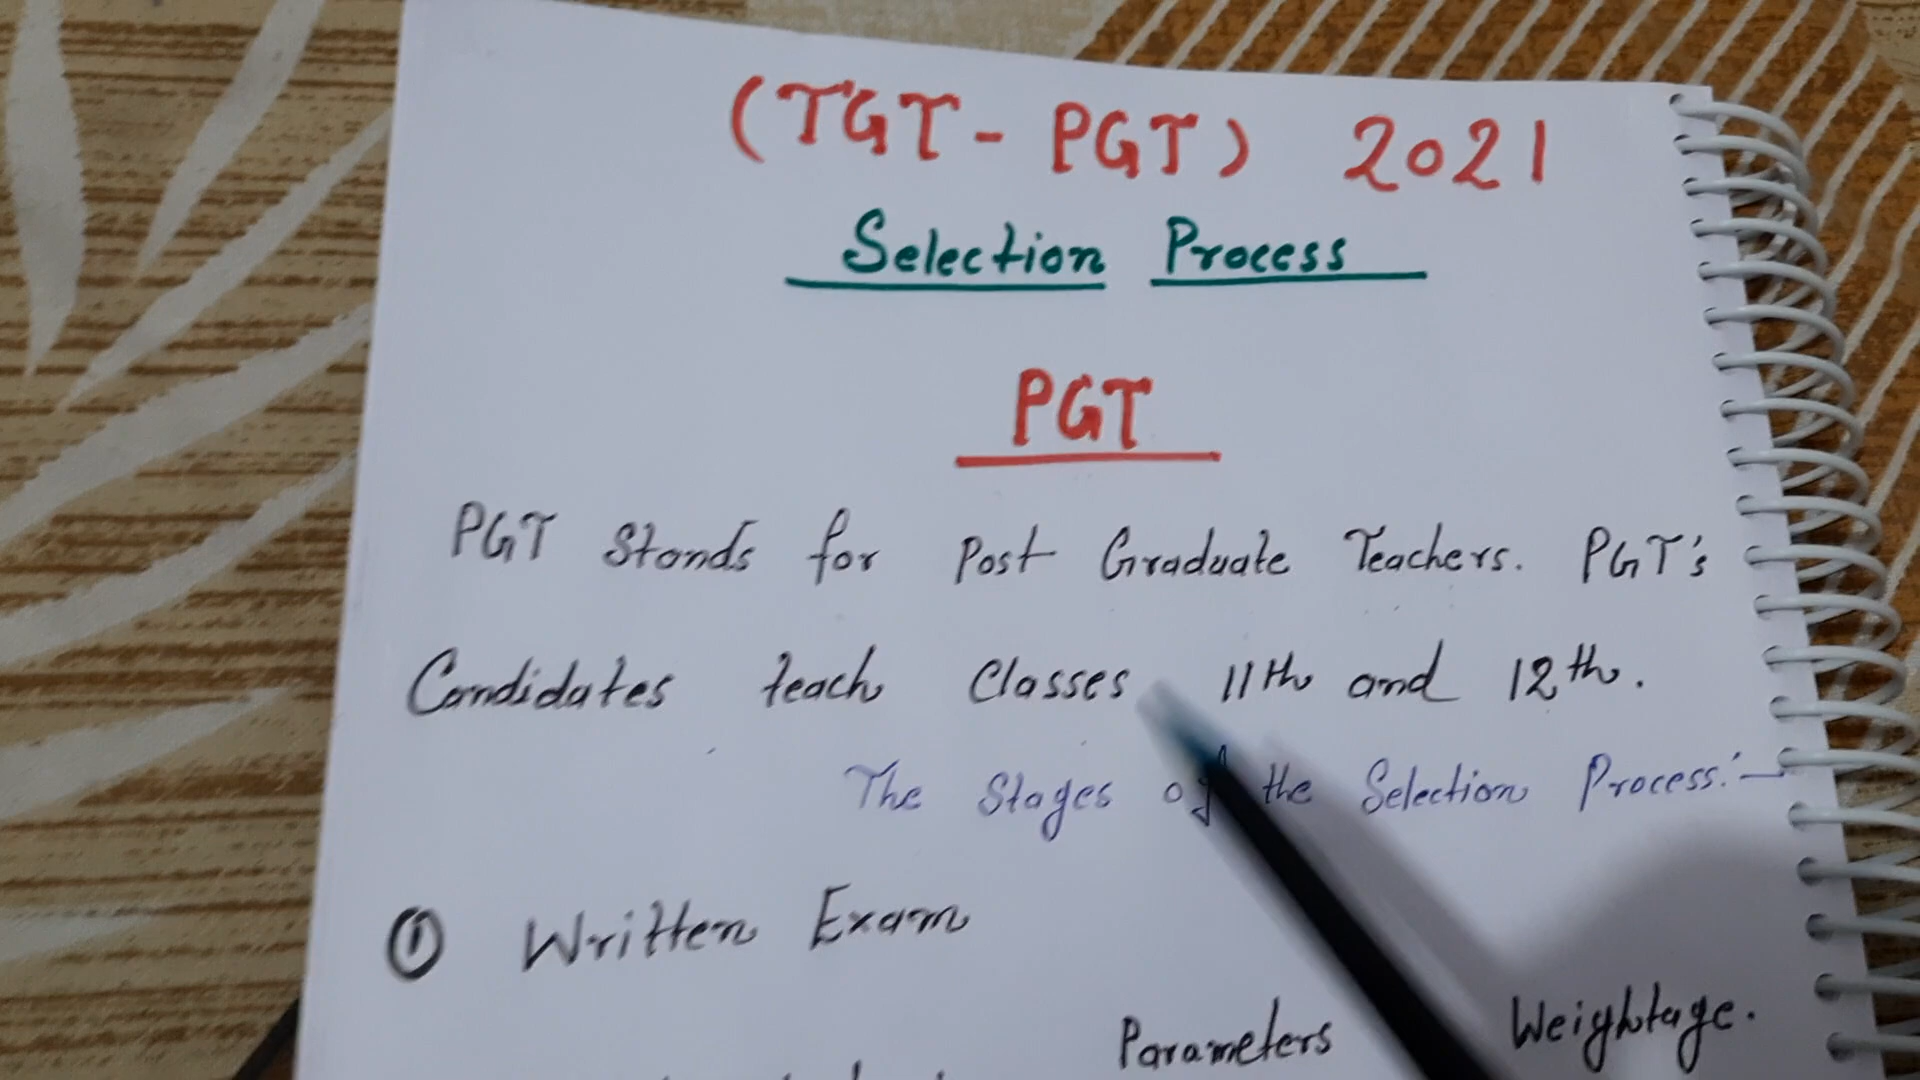 (TGT - PGT) 2021
Selection Process
PGT
PGT Stands for Post Graduate Teachers. PGT's
Candidates teach Classes 11th and 12th.
The Stages of the Selection Process:-
① Written Exam
Parameters Weightage.